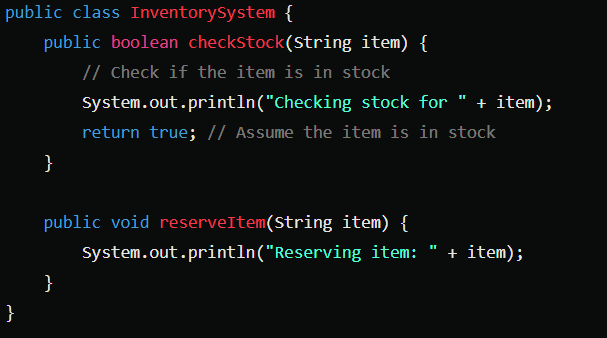 public class InventorySystem {
    public boolean checkStock(String item) {
        // Check if the item is in stock
        System.out.println("Checking stock for " + item);
        return true; // Assume the item is in stock
    }

    public void reserveItem(String item) {
        System.out.println("Reserving item: " + item);
    }
}